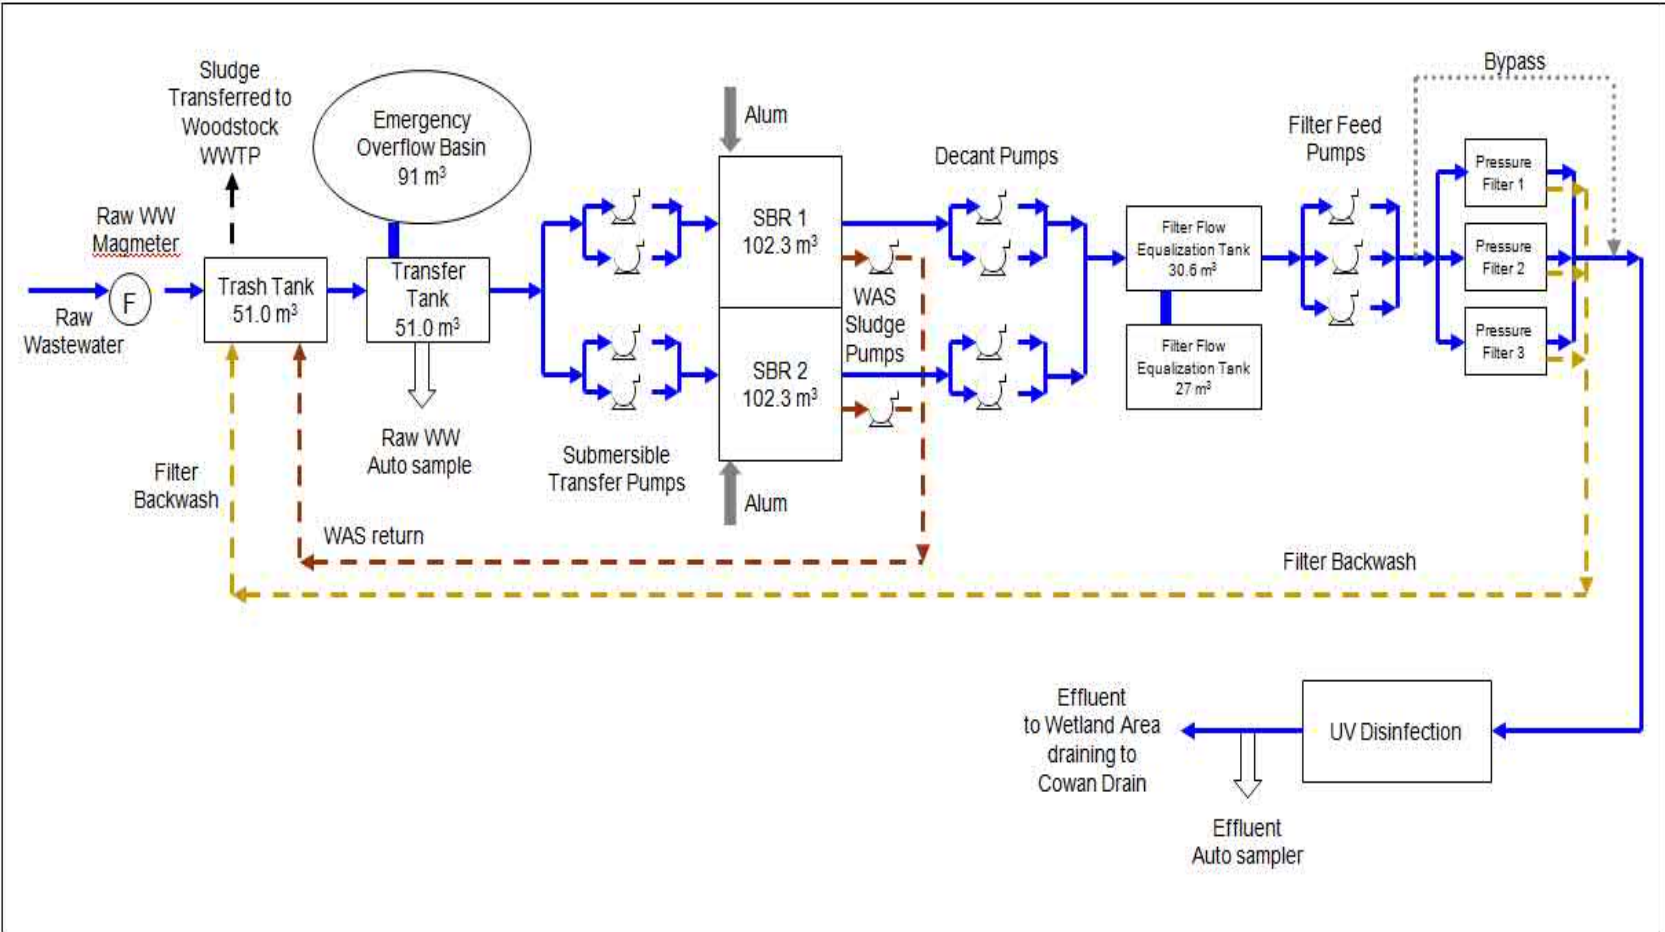 Sludge
Transferred to
Woodstock
WWTP
Emergency
Overflow Basin
91 m³
Raw WW
Magmeter
F
Raw
Wastewater
Trash Tank
51.0 m³
Transfer
Tank
51.0 m³
Raw WW
Auto sample
Filter
Backwash
WAS return
Submersible
Transfer Pumps
Alum
SBR 1
102.3 m³
SBR 2
102.3 m³
Alum
WAS
Sludge
Pumps
Decant Pumps
Filter Flow
Equalization Tank
30.6 m³
Filter Flow
Equalization Tank
27 m³
Filter Feed
Pumps
Bypass
Pressure
Filter 1
Pressure
Filter 2
Pressure
Filter 3
Filter Backwash
UV Disinfection
Effluent
to Wetland Area
draining to
Cowan Drain
Effluent
Auto sampler